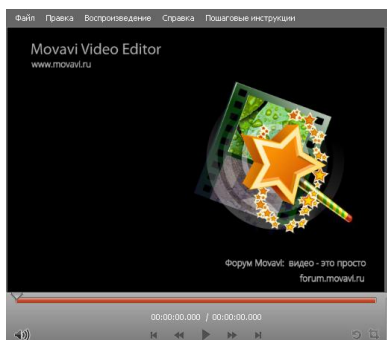 Файл Правка Воспроизведение Справка Пошаговые инструкции
Movavi Video Editor
www.movavi.ru
Форум Movavi: видео - это просто
forum.movavi.ru
00:00:00.000 / 00:00:00.000